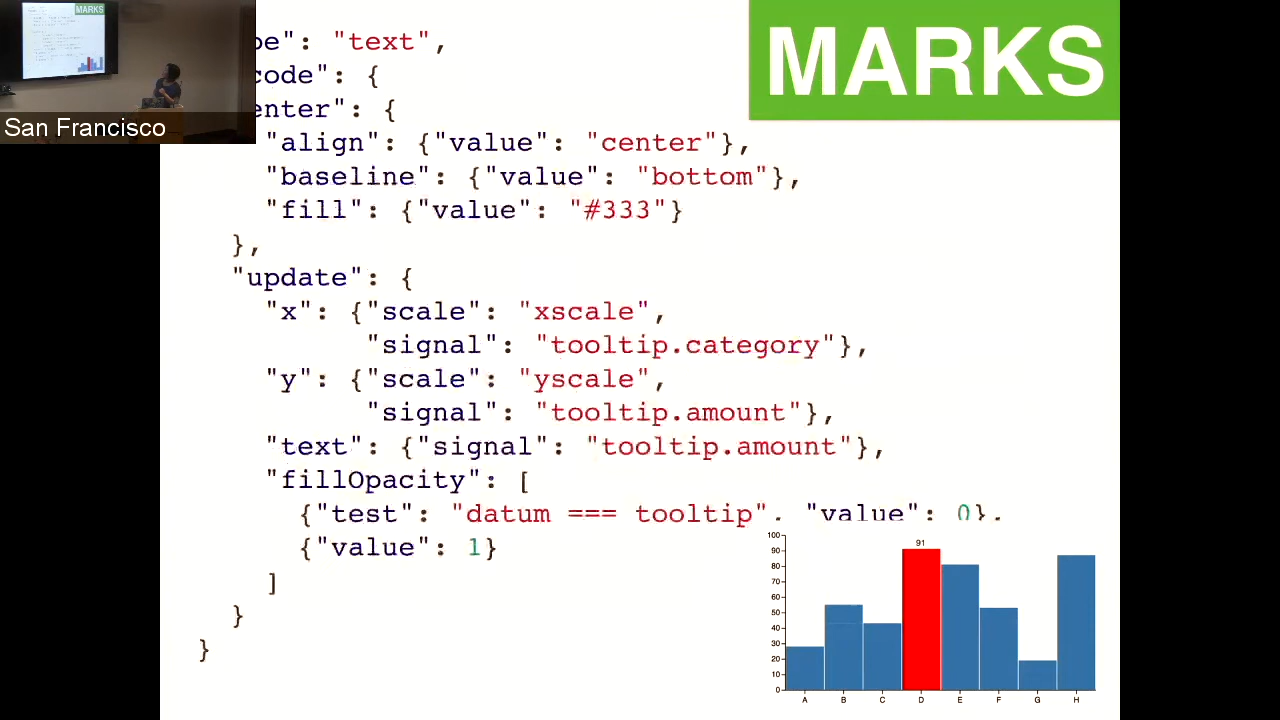 MARKS
pe": "text",
code": {
enter": {
"align": {"value": "center"},
"baseline": {"value": "bottom"},
"fill": {"value": "#333"}
},
"update": {
"x": {"scale": "xscale",
"signal": "tooltip.category"},
"y": {"scale": "yscale",
"signal": "tooltip.amount"},
"text": {"signal": "tooltip.amount"},
"fillOpacity": [
{"test": "datum === tooltip", "value": 0},
{"value": 1}
]
}
}
San Francisco
91
100
90
80
70
60
50
40
30
20
10
0
A B C D E F G H